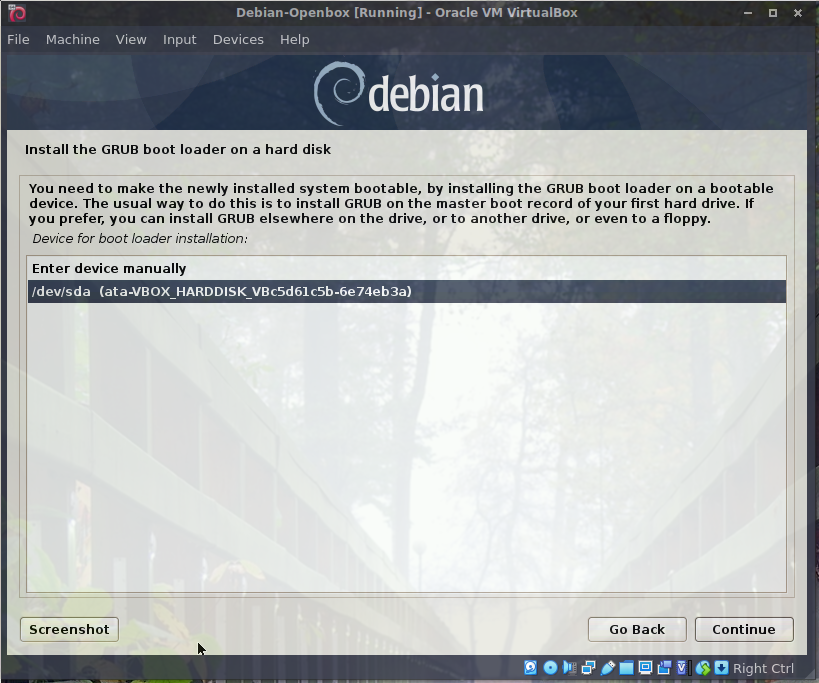 Debian-Openbox [Running] - Oracle VM VirtualBox
File Machine View Input Devices Help
debian
Install the GRUB boot loader on a hard disk
You need to make the newly installed system bootable, by installing the GRUB boot loader on a bootable
device. The usual way to do this is to install GRUB on the master boot record of your first hard drive. If
you prefer, you can install GRUB elsewhere on the drive, or to another drive, or even to a floppy.
Device for boot loader installation:
Enter device manually
/dev/sda (ata-VBOX_HARDDISK_VBc5d61c5b-6e74eb3a)
Screenshot Go Back Continue
Right Ctrl